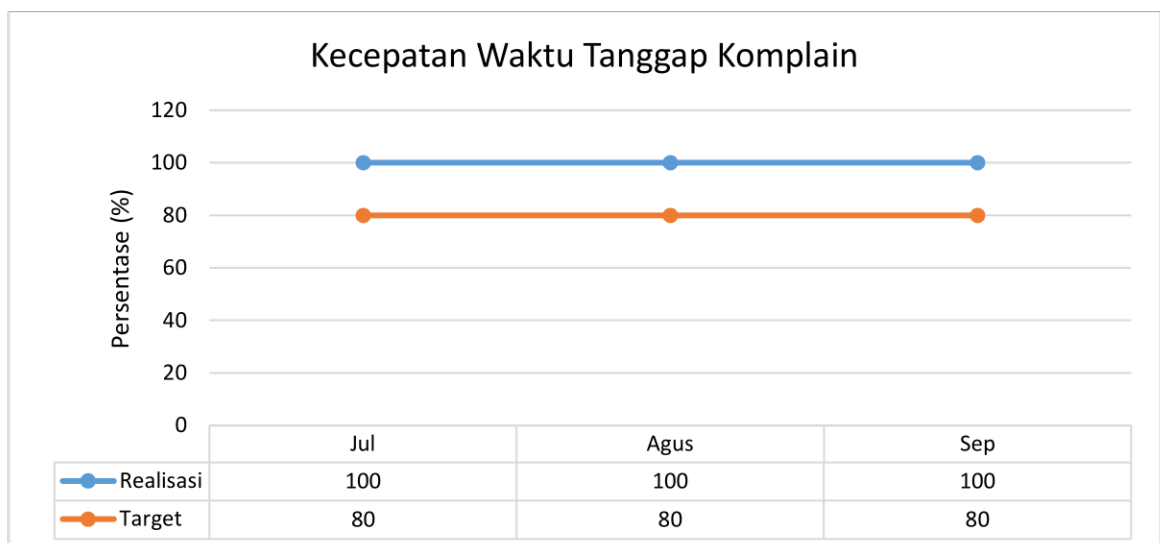 Kecepatan Waktu Tanggap Komplain
Persentase (%)
120
100
80
60
40
20
0
Jul Agus Sep
Realisasi 100 100 100
Target 80 80 80